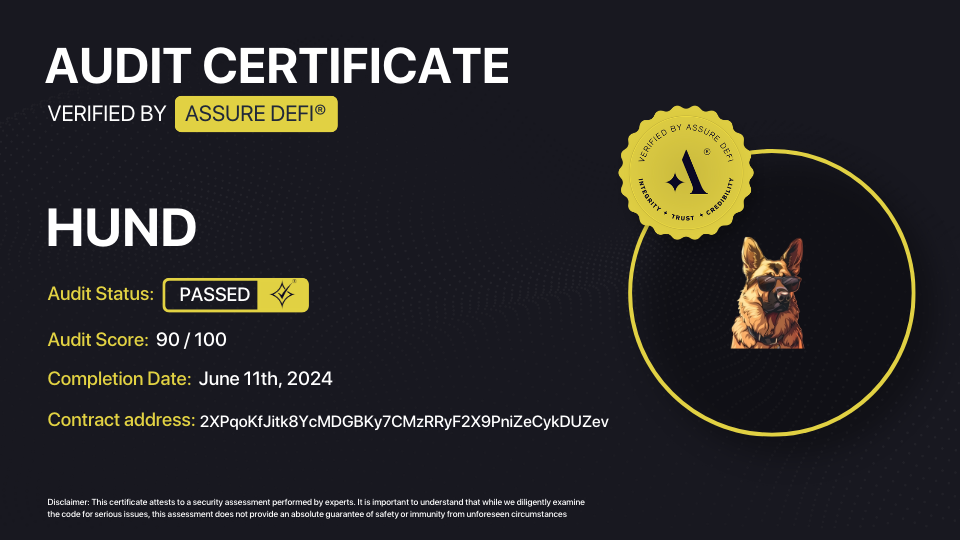 AUDIT CERTIFICATE
VERIFIED BY ASSURE DEFI®
VERIFIED BY ASSURE DEFI
®
INTEGRITY ✦ TRUST ✦ CREDIBILITY
HUND
Audit Status: PASSED
Audit Score: 90 / 100
Completion Date: June 11th, 2024
Contract address: 2XPqoKfJitk8YcMDGBKy7CMzRRyF2X9PniZeCykDUZev
Disclaimer: This certificate attests to a security assessment performed by experts. It is important to understand that while we diligently examine
the code for serious issues, this assessment does not provide an absolute guarantee of safety or immunity from unforeseen circumstances